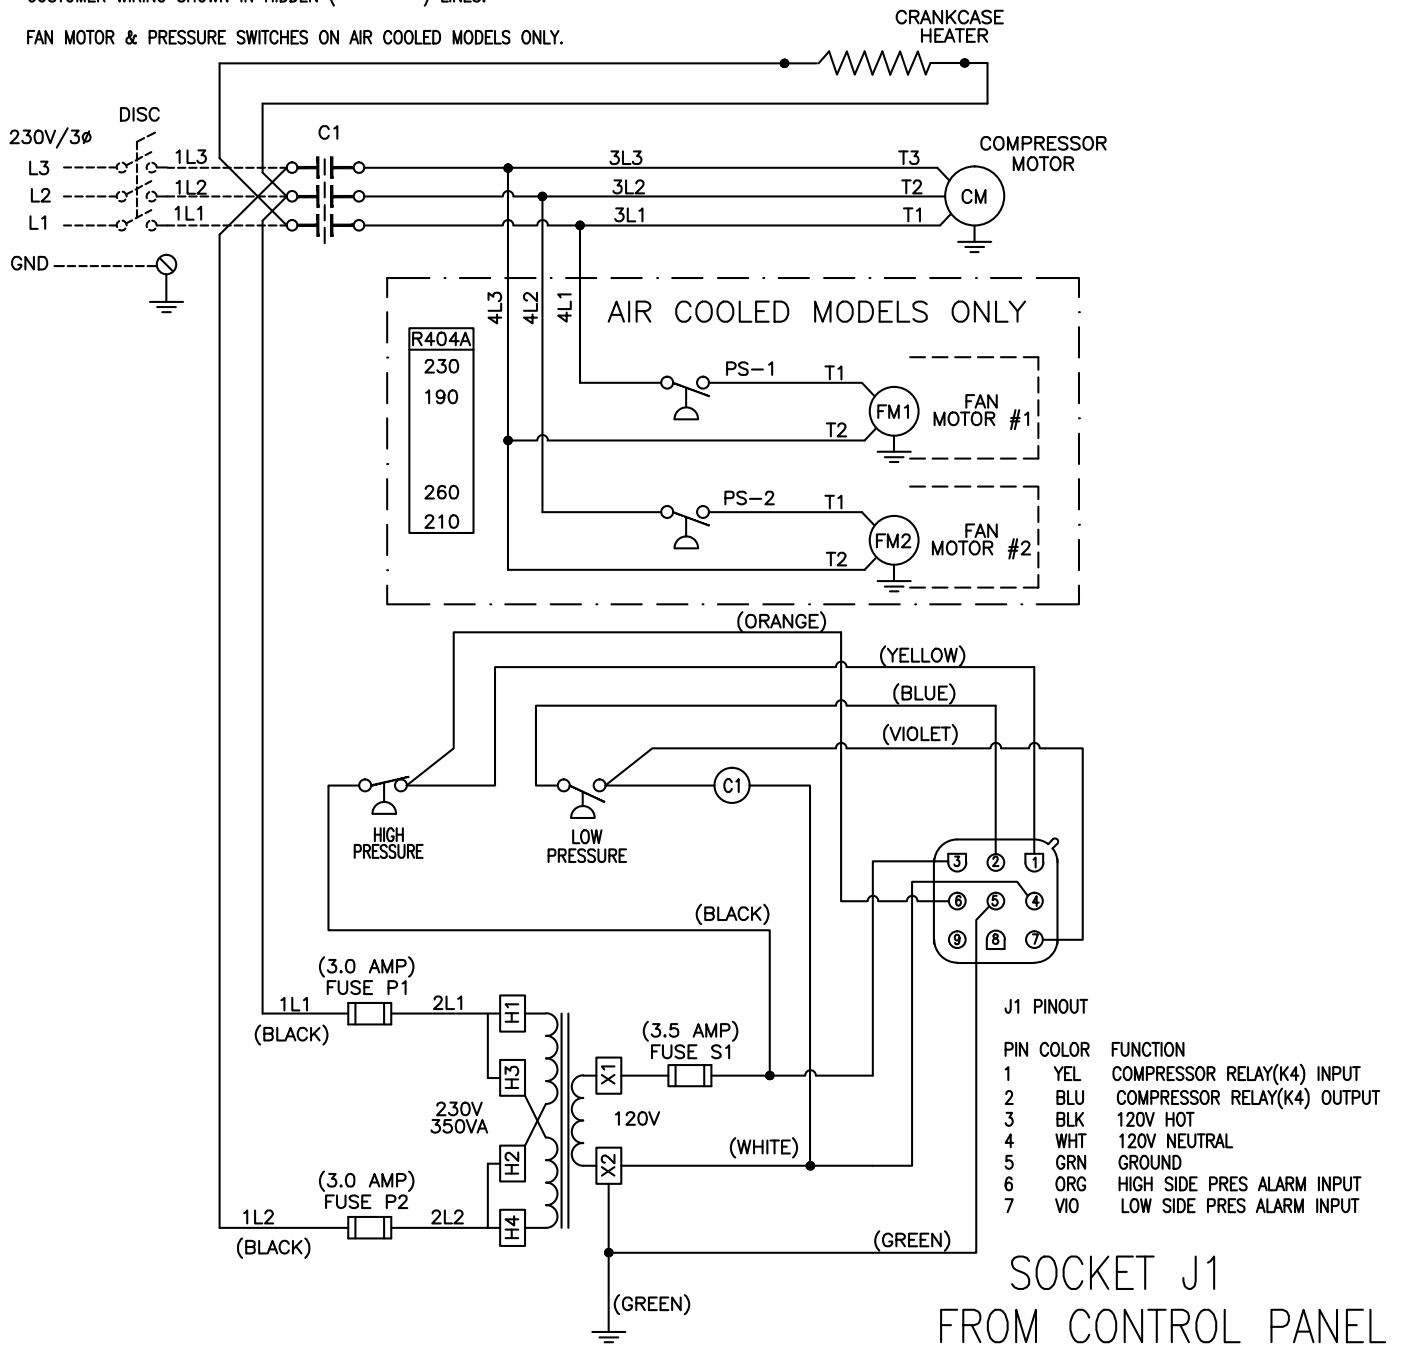 CUSTOMER WIRING SHOWN IN HIDDEN ( ) LINES.
FAN MOTOR & PRESSURE SWITCHES ON AIR COOLED MODELS ONLY.
CRANKCASE
HEATER
DISC
230V/3ø
C1
COMPRESSOR
MOTOR
L3
1L3
3L3
T3
L2
1L2
3L2
T2
CM
L1
1L1
3L1
T1
GND
4L3
4L2
4L1
AIR COOLED MODELS ONLY
R404A
230
190
260
210
PS-1
T1
FM1
FAN
MOTOR #1
T2
PS-2
T1
FM2
FAN
MOTOR #2
T2
(ORANGE)
(YELLOW)
(BLUE)
(VIOLET)
C1
HIGH
PRESSURE
LOW
PRESSURE
3 2 1
6 5 4
9 8 7
(BLACK)
(3.0 AMP)
FUSE P1
1L1
2L1
(BLACK)
H1
H3
H2
H4
230V
350VA
(3.5 AMP)
FUSE S1
X1
120V
X2
(WHITE)
(3.0 AMP)
FUSE P2
1L2
2L2
(BLACK)
(GREEN)
(GREEN)
J1 PINOUT
PIN COLOR FUNCTION
1 YEL COMPRESSOR RELAY(K4) INPUT
2 BLU COMPRESSOR RELAY(K4) OUTPUT
3 BLK 120V HOT
4 WHT 120V NEUTRAL
5 GRN GROUND
6 ORG HIGH SIDE PRES ALARM INPUT
7 VIO LOW SIDE PRES ALARM INPUT
SOCKET J1
FROM CONTROL PANEL